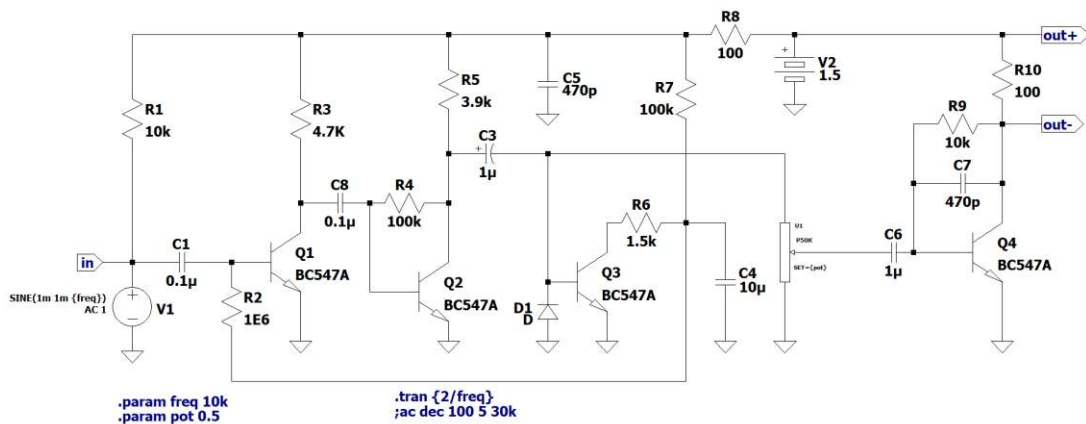 R8
100
out+
V2
1.5
R10
100
R1
10k
R3
4.7K
R5
3.9k
C5
470p
R7
100k
C3
1µ
R9
10k
out-
C7
470p
C8
0.1µ
R4
100k
R6
1.5k
U1
P50K
SET={pot}
C6
1µ
Q4
BC547A
in
C1
0.1µ
Q1
BC547A
Q2
BC547A
Q3
BC547A
C4
10µ
D1
D
R2
1E6
SINE(1m 1m {freq})
AC 1
V1
.param freq 10k
.param pot 0.5
.tran {2/freq}
;ac dec 100 5 30k